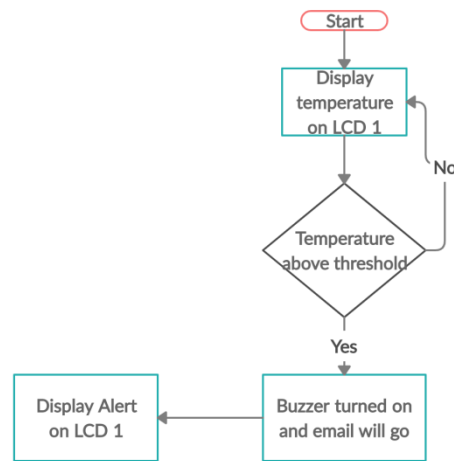 Start
Display
temperature
on LCD 1
No
Temperature
above threshold
Yes
Display Alert
on LCD 1
Buzzer turned on
and email will go